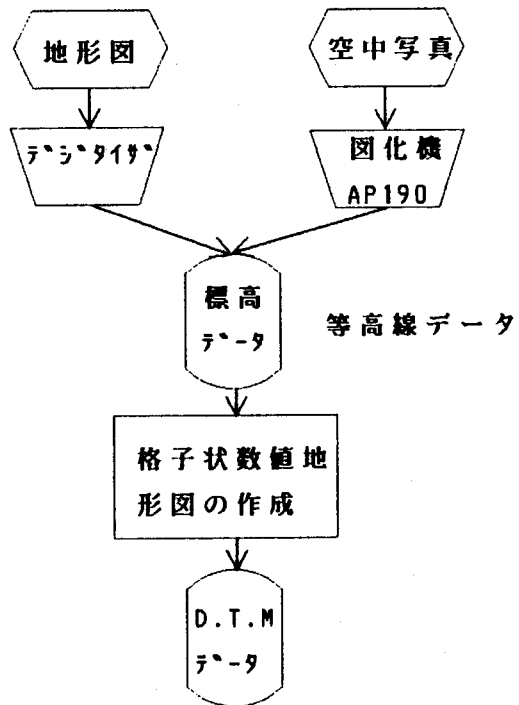 地形図
空中写真
デジタイザ
図化機
AP190
標高
データ
等高線データ
格子状数値地
形図の作成
D.T.M
データ